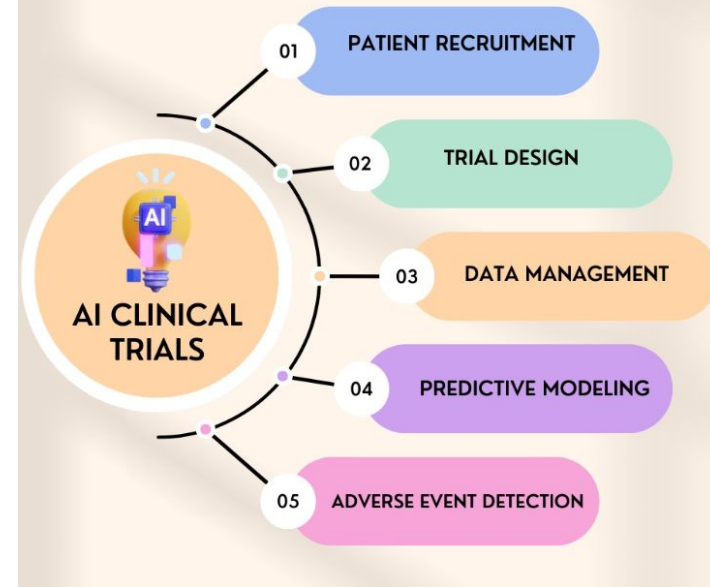 01
PATIENT RECRUITMENT
02
TRIAL DESIGN
AI
AI CLINICAL
TRIALS
03
DATA MANAGEMENT
04
PREDICTIVE MODELING
05
ADVERSE EVENT DETECTION